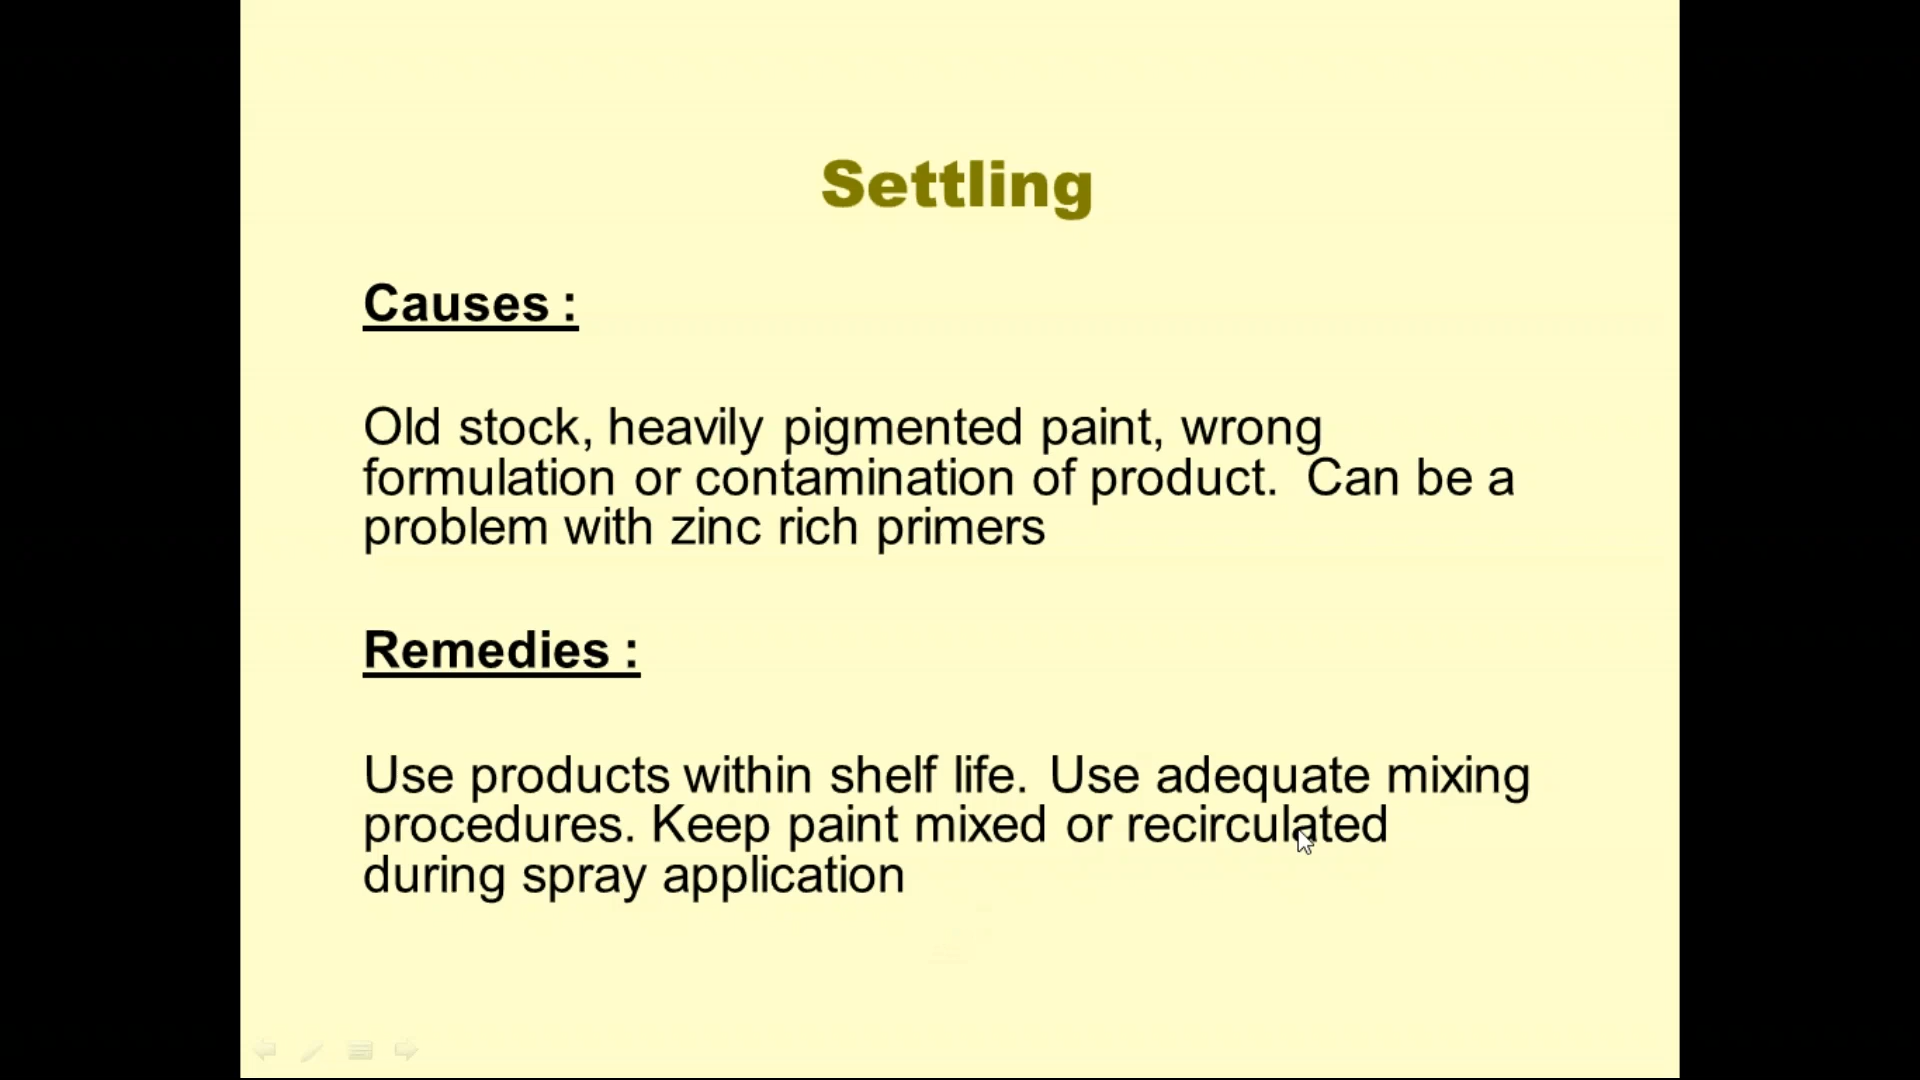 Settling
Causes :
Old stock, heavily pigmented paint, wrong
formulation or contamination of product.  Can be a
problem with zinc rich primers
Remedies :
Use products within shelf life.  Use adequate mixing
procedures. Keep paint mixed or recirculated
during spray application